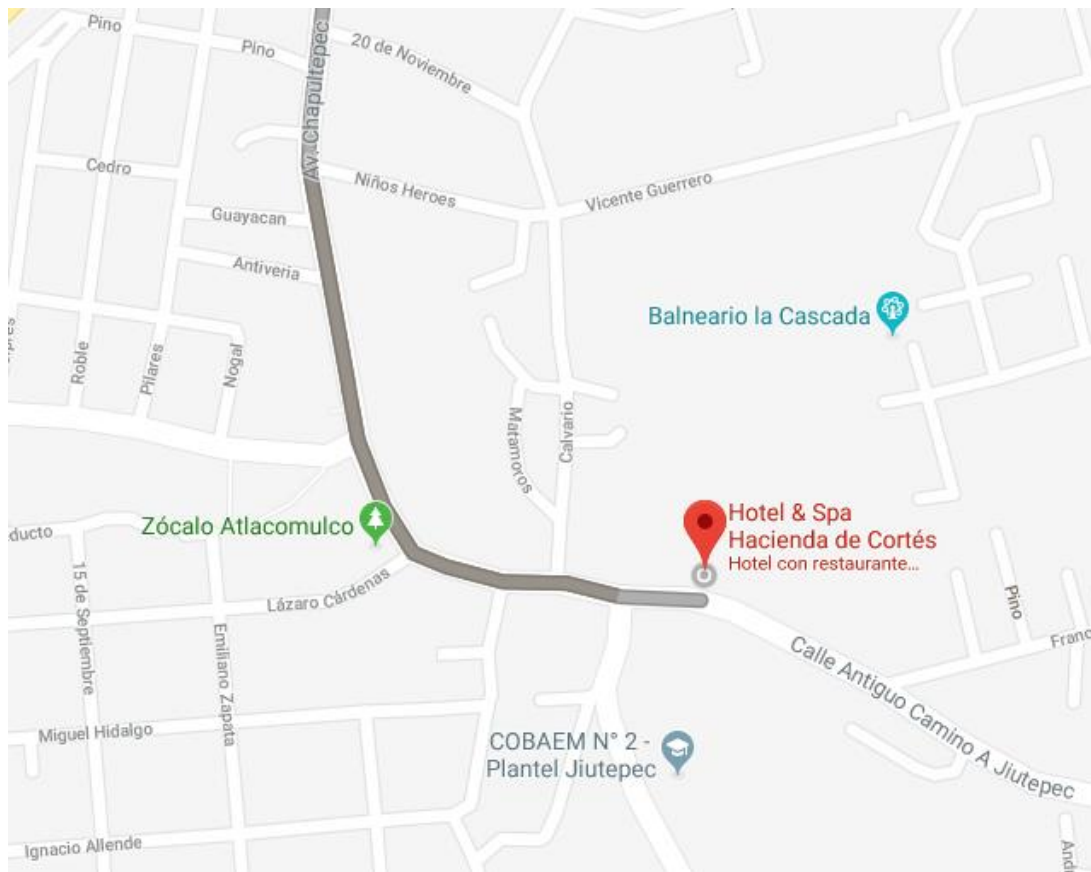 Pino
Pino
20 de Noviembre
Av. Chapultepec
Cedro
Niños Heroes
Vicente Guerrero
Guayacan
Antiveria
Balneario la Cascada
Roble
Pilares
Nogal
Matamoros
Calvario
Zócalo Atlacomulco
Hotel & Spa
Hacienda de Cortés
Hotel con restaurante...
15 de Septiembre
Lázaro Cárdenas
Emiliano Zapata
Pino
Calle Antiguo Camino A Jiutepec
Miguel Hidalgo
COBAEM N° 2 -
Plantel Jiutepec
Ignacio Allende